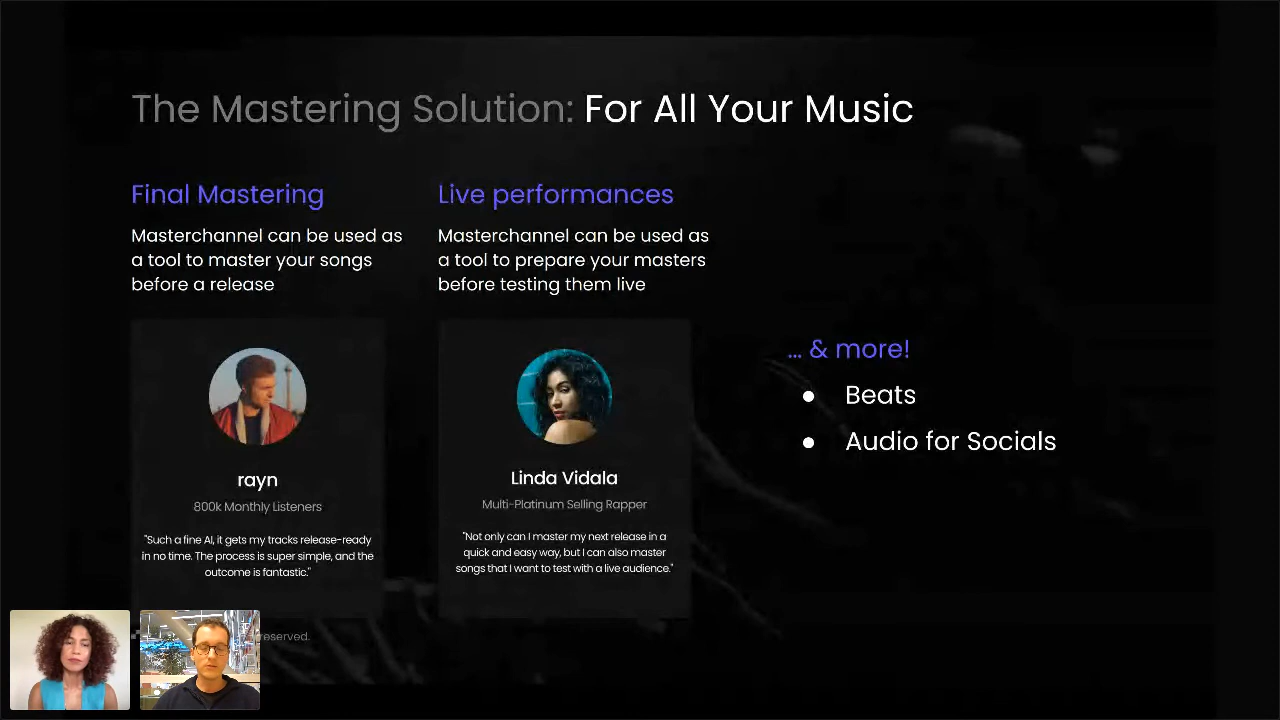 The Mastering Solution: For All Your Music
Final Mastering
Masterchannel can be used as
a tool to master your songs
before a release
rayn
800k Monthly Listeners
"Such a fine AI, it gets my tracks release-ready
in no time. The process is super simple, and the
outcome is fantastic."
Live performances
Masterchannel can be used as
a tool to prepare your masters
before testing them live
Linda Vidala
Multi-Platinum Selling Rapper
"Not only can I master my next release in a
quick and easy way, but I can also master
songs that I want to test with a live audience."
... & more!
● Beats
● Audio for Socials
reserved.